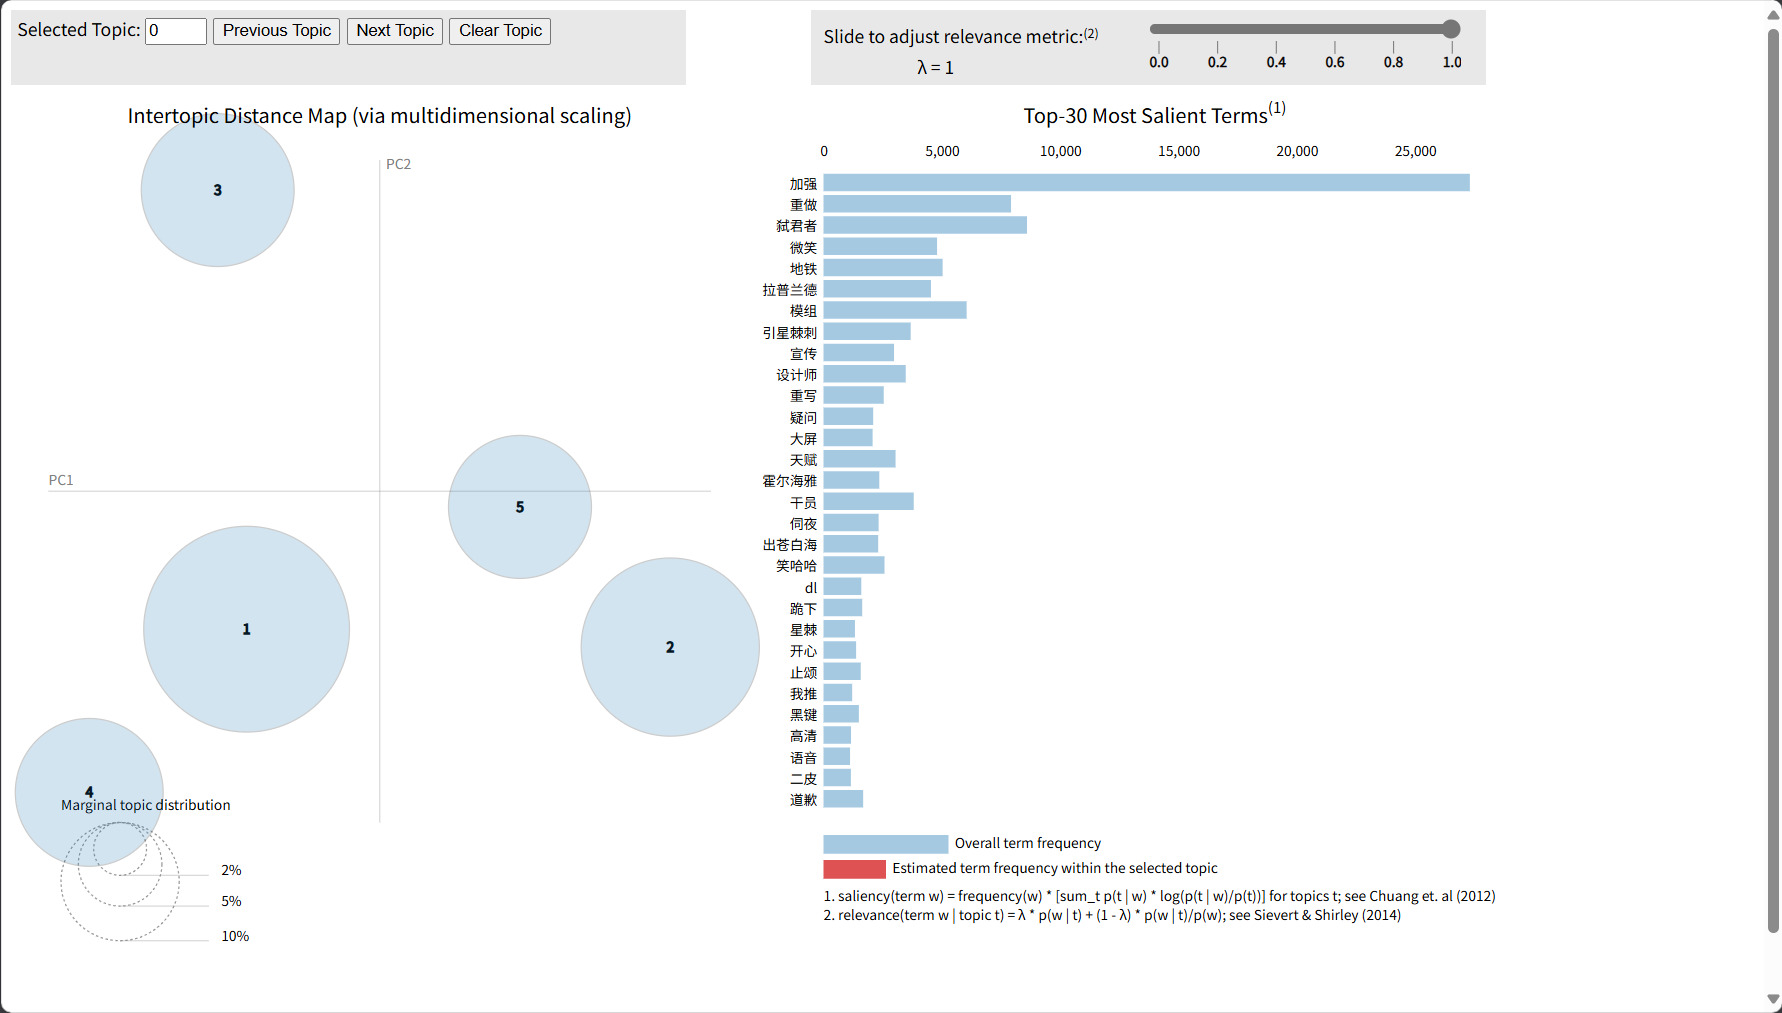 Selected Topic: 0 Previous Topic Next Topic Clear Topic
Slide to adjust relevance metric:(2)
λ = 1
0.0 0.2 0.4 0.6 0.8 1.0
Intertopic Distance Map (via multidimensional scaling)
PC2
PC1
3
5
1
2
4
Marginal topic distribution
2%
5%
10%
Top-30 Most Salient Terms(1)
0 5,000 10,000 15,000 20,000 25,000
加强
重做
弑君者
微笑
地铁
拉普兰德
模组
引星棘刺
宣传
设计师
重写
疑问
大屏
天赋
霍尔海雅
干员
伺夜
出苍白海
笑哈哈
dl
跪下
星棘
开心
止颂
我推
黑键
高清
语音
二皮
道歉
Overall term frequency
Estimated term frequency within the selected topic
1. saliency(term w) = frequency(w) * [sum_t p(t | w) * log(p(t | w)/p(t))] for topics t; see Chuang et. al (2012)
2. relevance(term w | topic t) = λ * p(w | t) + (1 - λ) * p(w | t)/p(w); see Sievert & Shirley (2014)